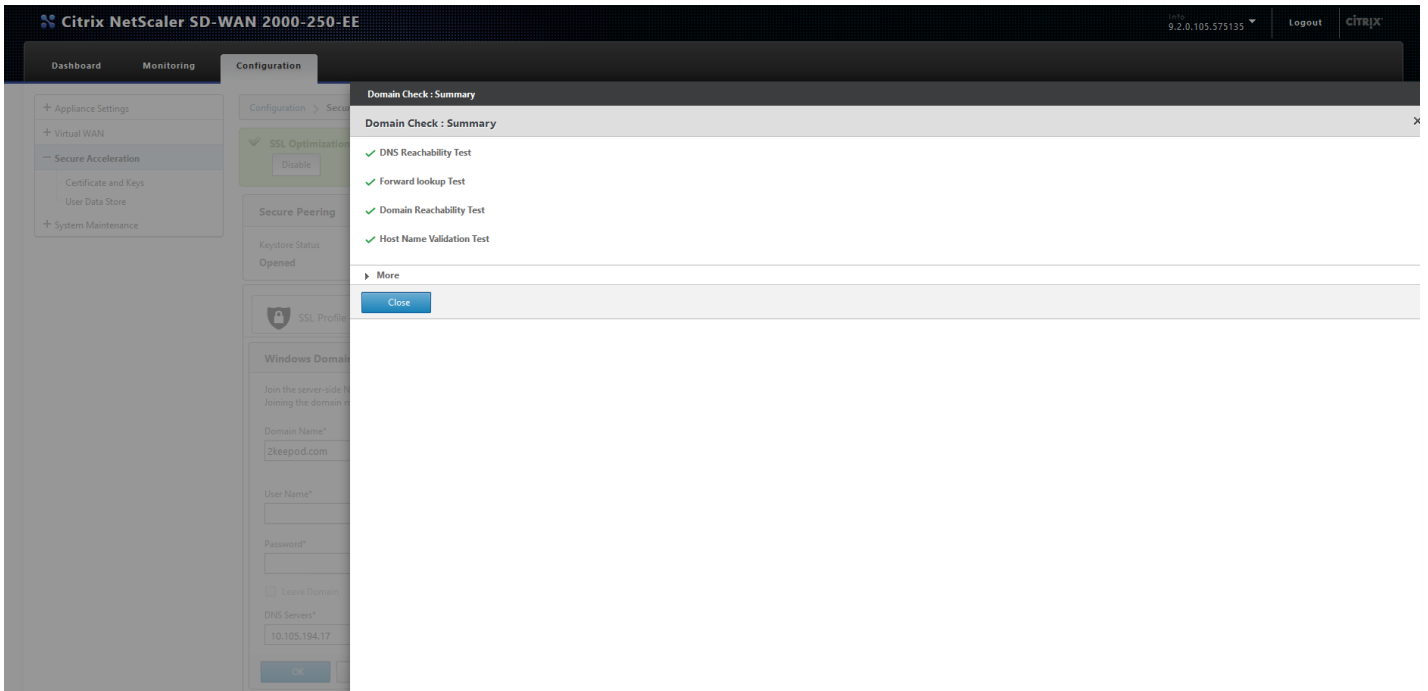 Citrix NetScaler SD-WAN 2000-250-EE
Info
9.2.0.105.575135
Logout
CITRIX
Dashboard
Monitoring
Configuration
+ Appliance Settings
+ Virtual WAN
− Secure Acceleration
Certificate and Keys
User Data Store
+ System Maintenance
Configuration > Secu
SSL Optimization
Disable
Secure Peering
Keystore Status
Opened
SSL Profile
Windows Domai
Join the server-side N
Joining the domain m
Domain Name*
2keepod.com
User Name*
Password*
Leave Domain
DNS Servers*
10.105.194.17
OK
Domain Check : Summary
Domain Check : Summary
DNS Reachability Test
Forward lookup Test
Domain Reachability Test
Host Name Validation Test
More
Close